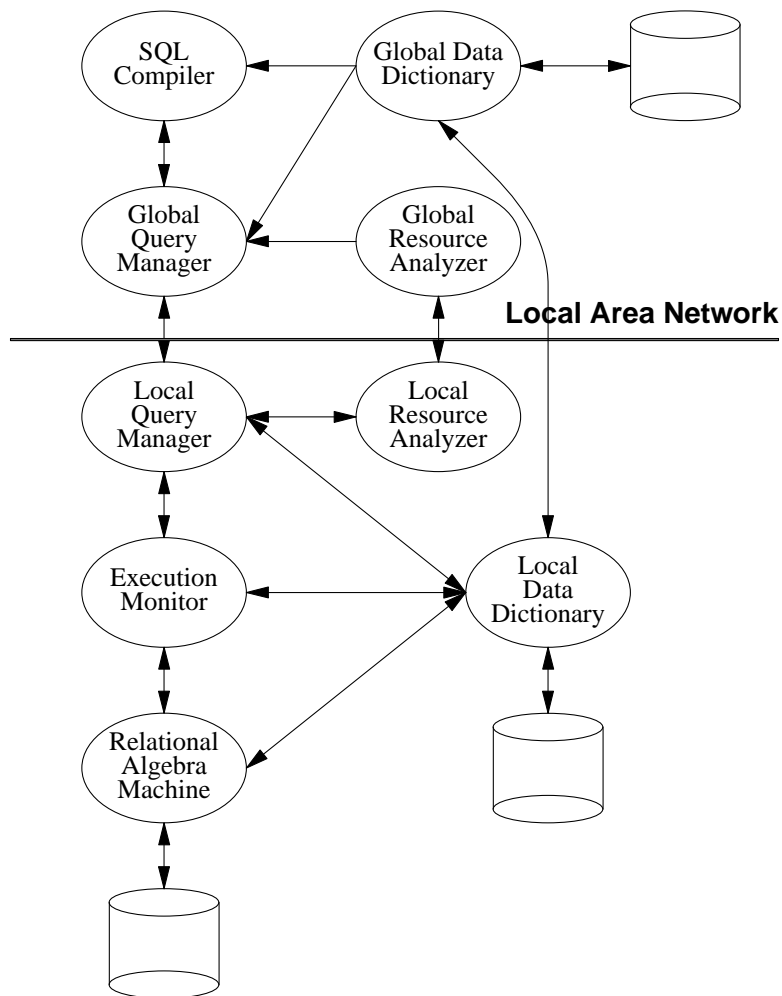 SQL
Compiler
Global Data
Dictionary
Global
Query
Manager
Global
Resource
Analyzer
Local Area Network
Local
Query
Manager
Local
Resource
Analyzer
Execution
Monitor
Local
Data
Dictionary
Relational
Algebra
Machine